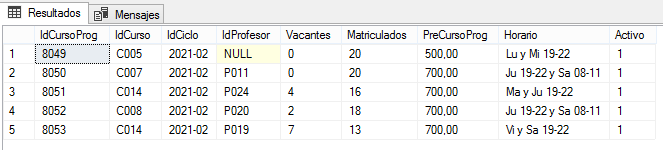 Resultados Mensajes
IdCursoProg IdCurso IdCiclo IdProfesor Vacantes Matriculados PreCursoProg Horario Activo
1 8049 C005 2021-02 NULL 0 20 500,00 Lu y Mi 19-22 1
2 8050 C007 2021-02 P011 0 20 700,00 Ju 19-22 y Sa 08-11 1
3 8051 C014 2021-02 P024 4 16 700,00 Ma y Ju 19-22 1
4 8052 C008 2021-02 P020 2 18 700,00 Ju 19-22 y Sa 08-11 1
5 8053 C014 2021-02 P019 7 13 700,00 Vi y Sa 19-22 1